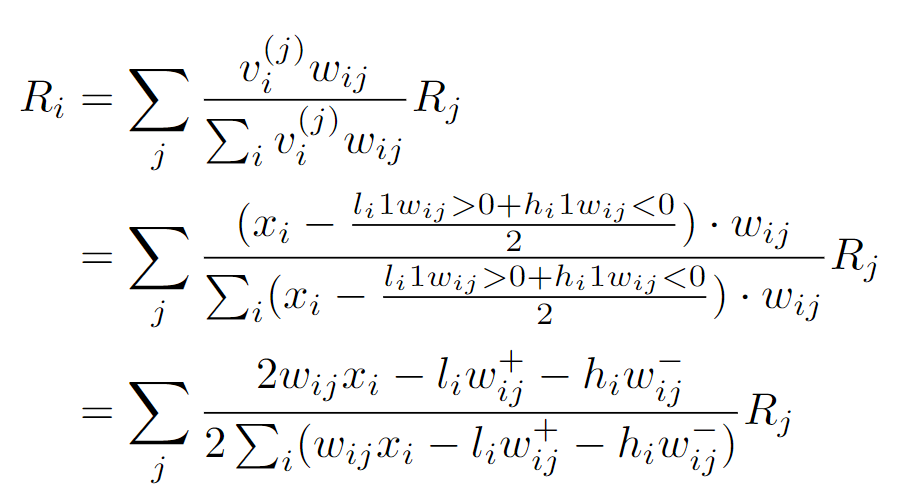 R_i = \sum_j \frac{v_i^{(j)} w_{ij}}{\sum_i v_i^{(j)} w_{ij}} R_j
= \sum_j \frac{(x_i - \frac{l_i 1 w_{ij} > 0 + h_i 1 w_{ij} < 0}{2}) \cdot w_{ij}}{\sum_i (x_i - \frac{l_i 1 w_{ij} > 0 + h_i 1 w_{ij} < 0}{2}) \cdot w_{ij}} R_j
= \sum_j \frac{2 w_{ij} x_i - l_i w_{ij}^+ - h_i w_{ij}^-}{2 \sum_i (w_{ij} x_i - l_i w_{ij}^+ - h_i w_{ij}^-)} R_j